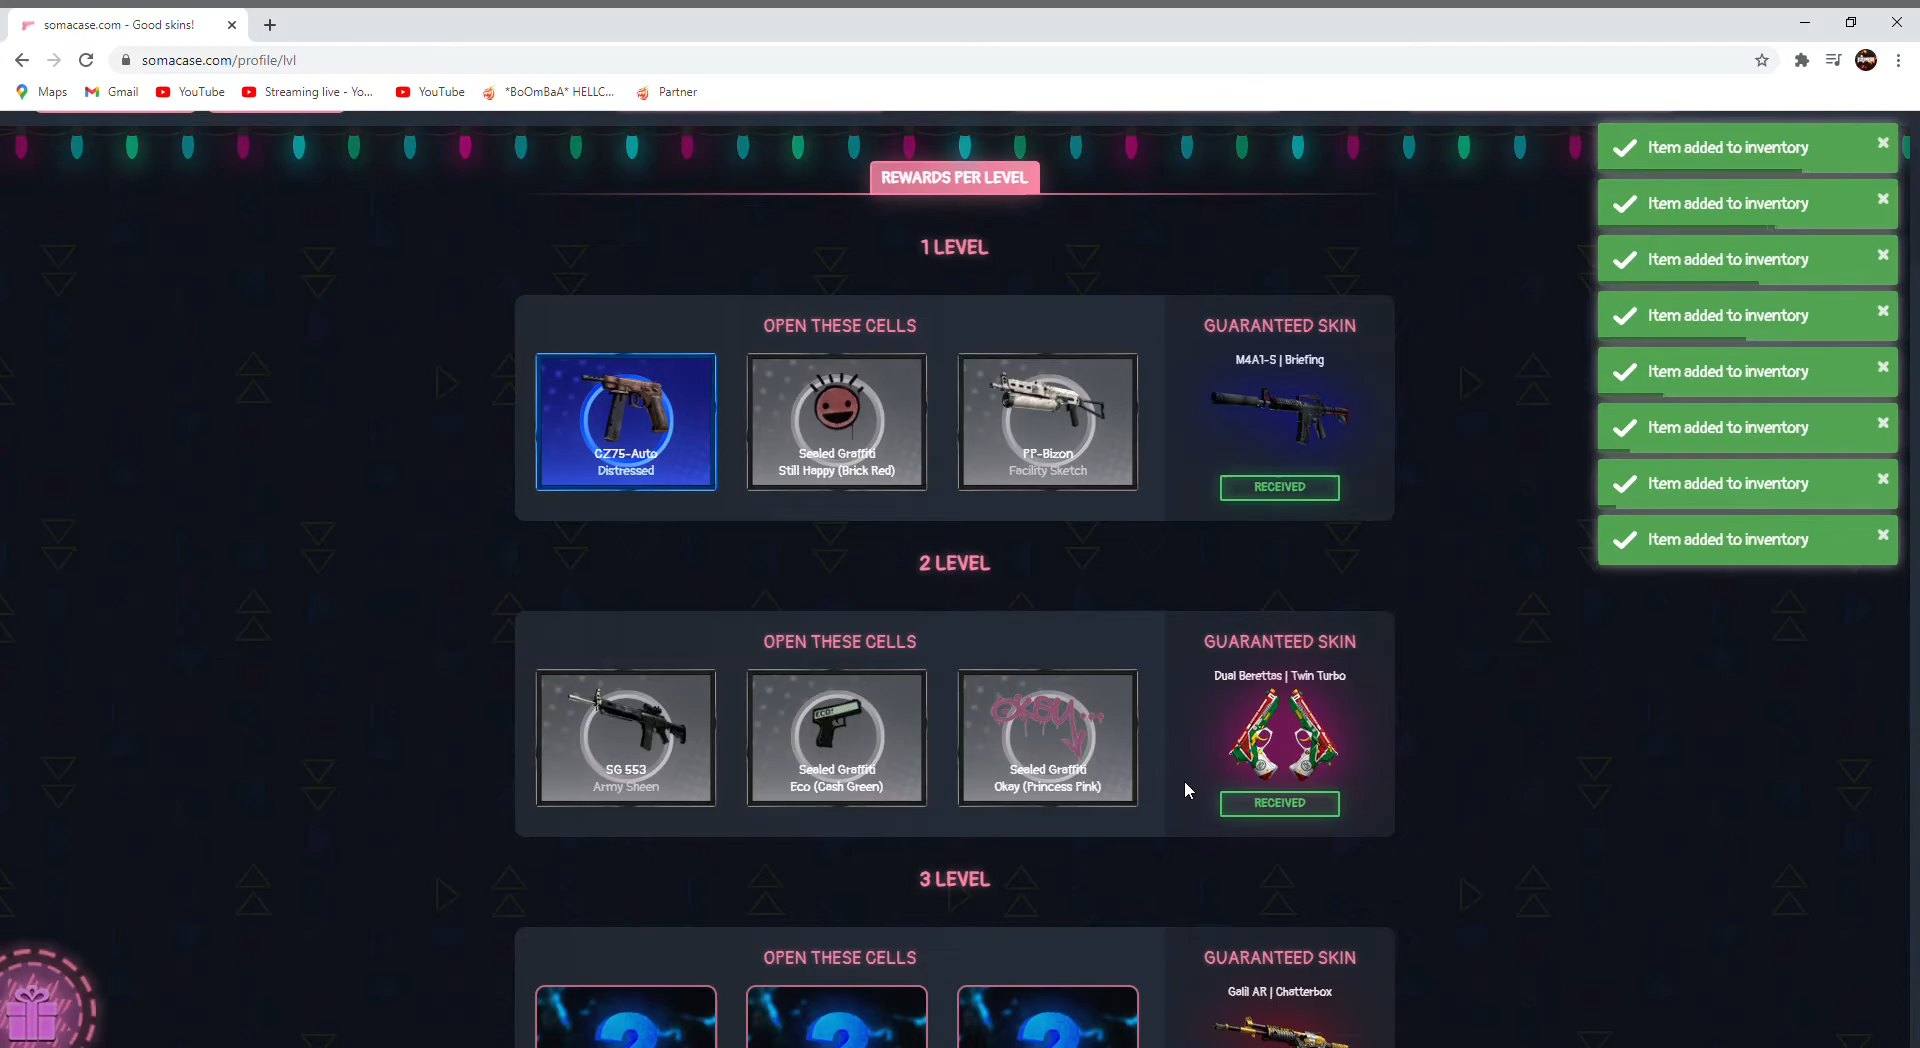 somacase.com - Good skins!
somacase.com/profile/lvl
Maps Gmail YouTube Streaming live - Yo... YouTube *BoOmBaA* HELLC... Partner
REWARDS PER LEVEL
1 LEVEL
OPEN THESE CELLS
CZ75-Auto
Distressed
Sealed Graffiti
Still Happy (Brick Red)
PP-Bizon
Facility Sketch
GUARANTEED SKIN
M4A1-S | Briefing
RECEIVED
2 LEVEL
OPEN THESE CELLS
SG 553
Army Sheen
ECO!
Sealed Graffiti
Eco (Cash Green)
OKAY...
Sealed Graffiti
Okay (Princess Pink)
GUARANTEED SKIN
Dual Berettas | Twin Turbo
RECEIVED
3 LEVEL
OPEN THESE CELLS
?
?
?
GUARANTEED SKIN
Galil AR | Chatterbox
Item added to inventory
Item added to inventory
Item added to inventory
Item added to inventory
Item added to inventory
Item added to inventory
Item added to inventory
Item added to inventory